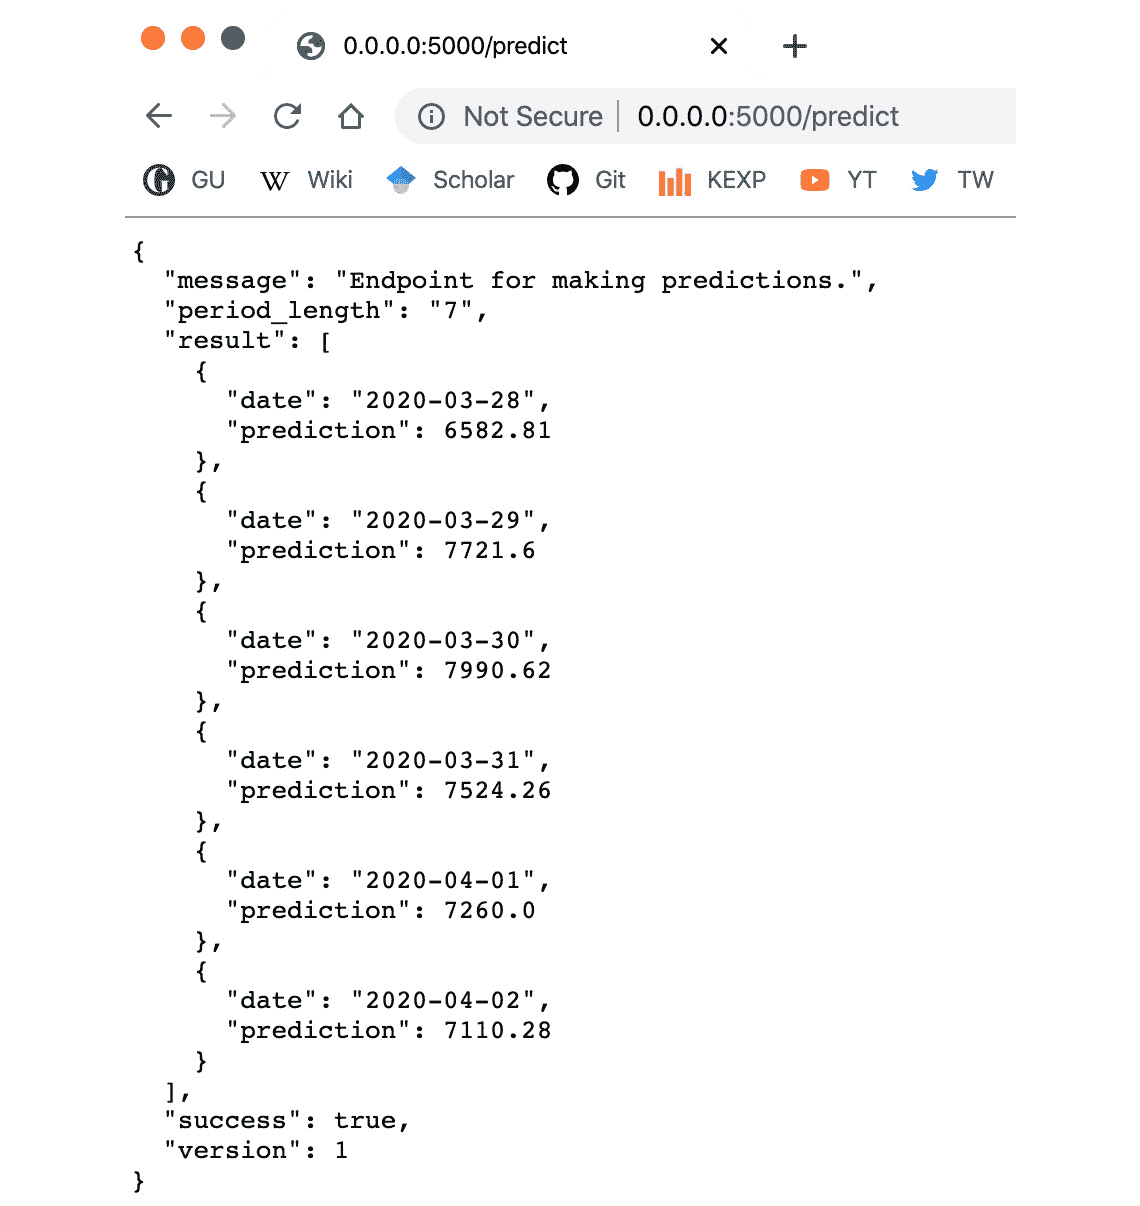 0.0.0.0:5000/predict
Not Secure | 0.0.0.0:5000/predict
GU Wiki Scholar Git KEXP YT TW
{
  "message": "Endpoint for making predictions.",
  "period_length": "7",
  "result": [
    {
      "date": "2020-03-28",
      "prediction": 6582.81
    },
    {
      "date": "2020-03-29",
      "prediction": 7721.6
    },
    {
      "date": "2020-03-30",
      "prediction": 7990.62
    },
    {
      "date": "2020-03-31",
      "prediction": 7524.26
    },
    {
      "date": "2020-04-01",
      "prediction": 7260.0
    },
    {
      "date": "2020-04-02",
      "prediction": 7110.28
    }
  ],
  "success": true,
  "version": 1
}